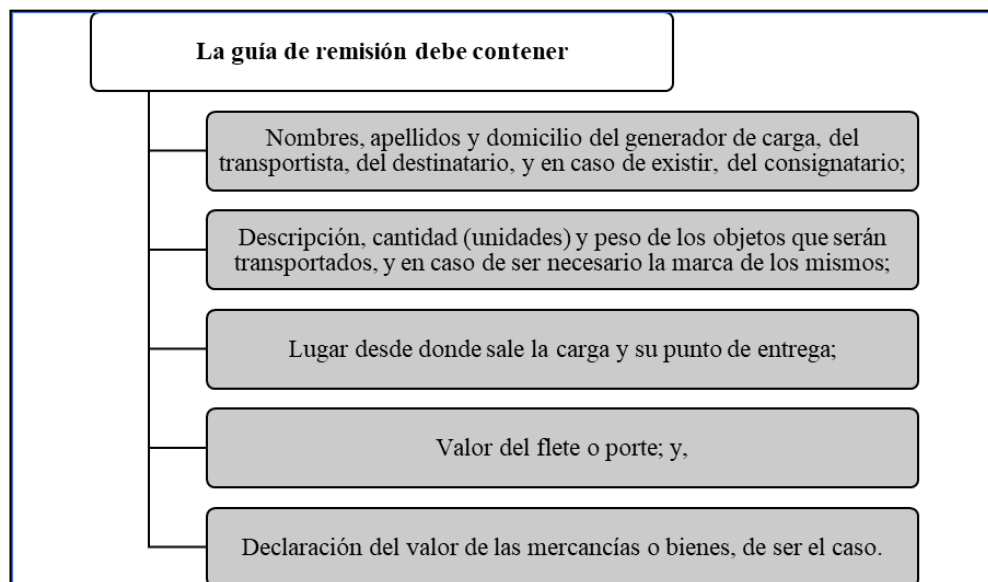 La guía de remisión debe contener
Nombres, apellidos y domicilio del generador de carga, del
transportista, del destinatario, y en caso de existir, del consignatario;
Descripción, cantidad (unidades) y peso de los objetos que serán
transportados, y en caso de ser necesario la marca de los mismos;
Lugar desde donde sale la carga y su punto de entrega;
Valor del flete o porte; y,
Declaración del valor de las mercancías o bienes, de ser el caso.